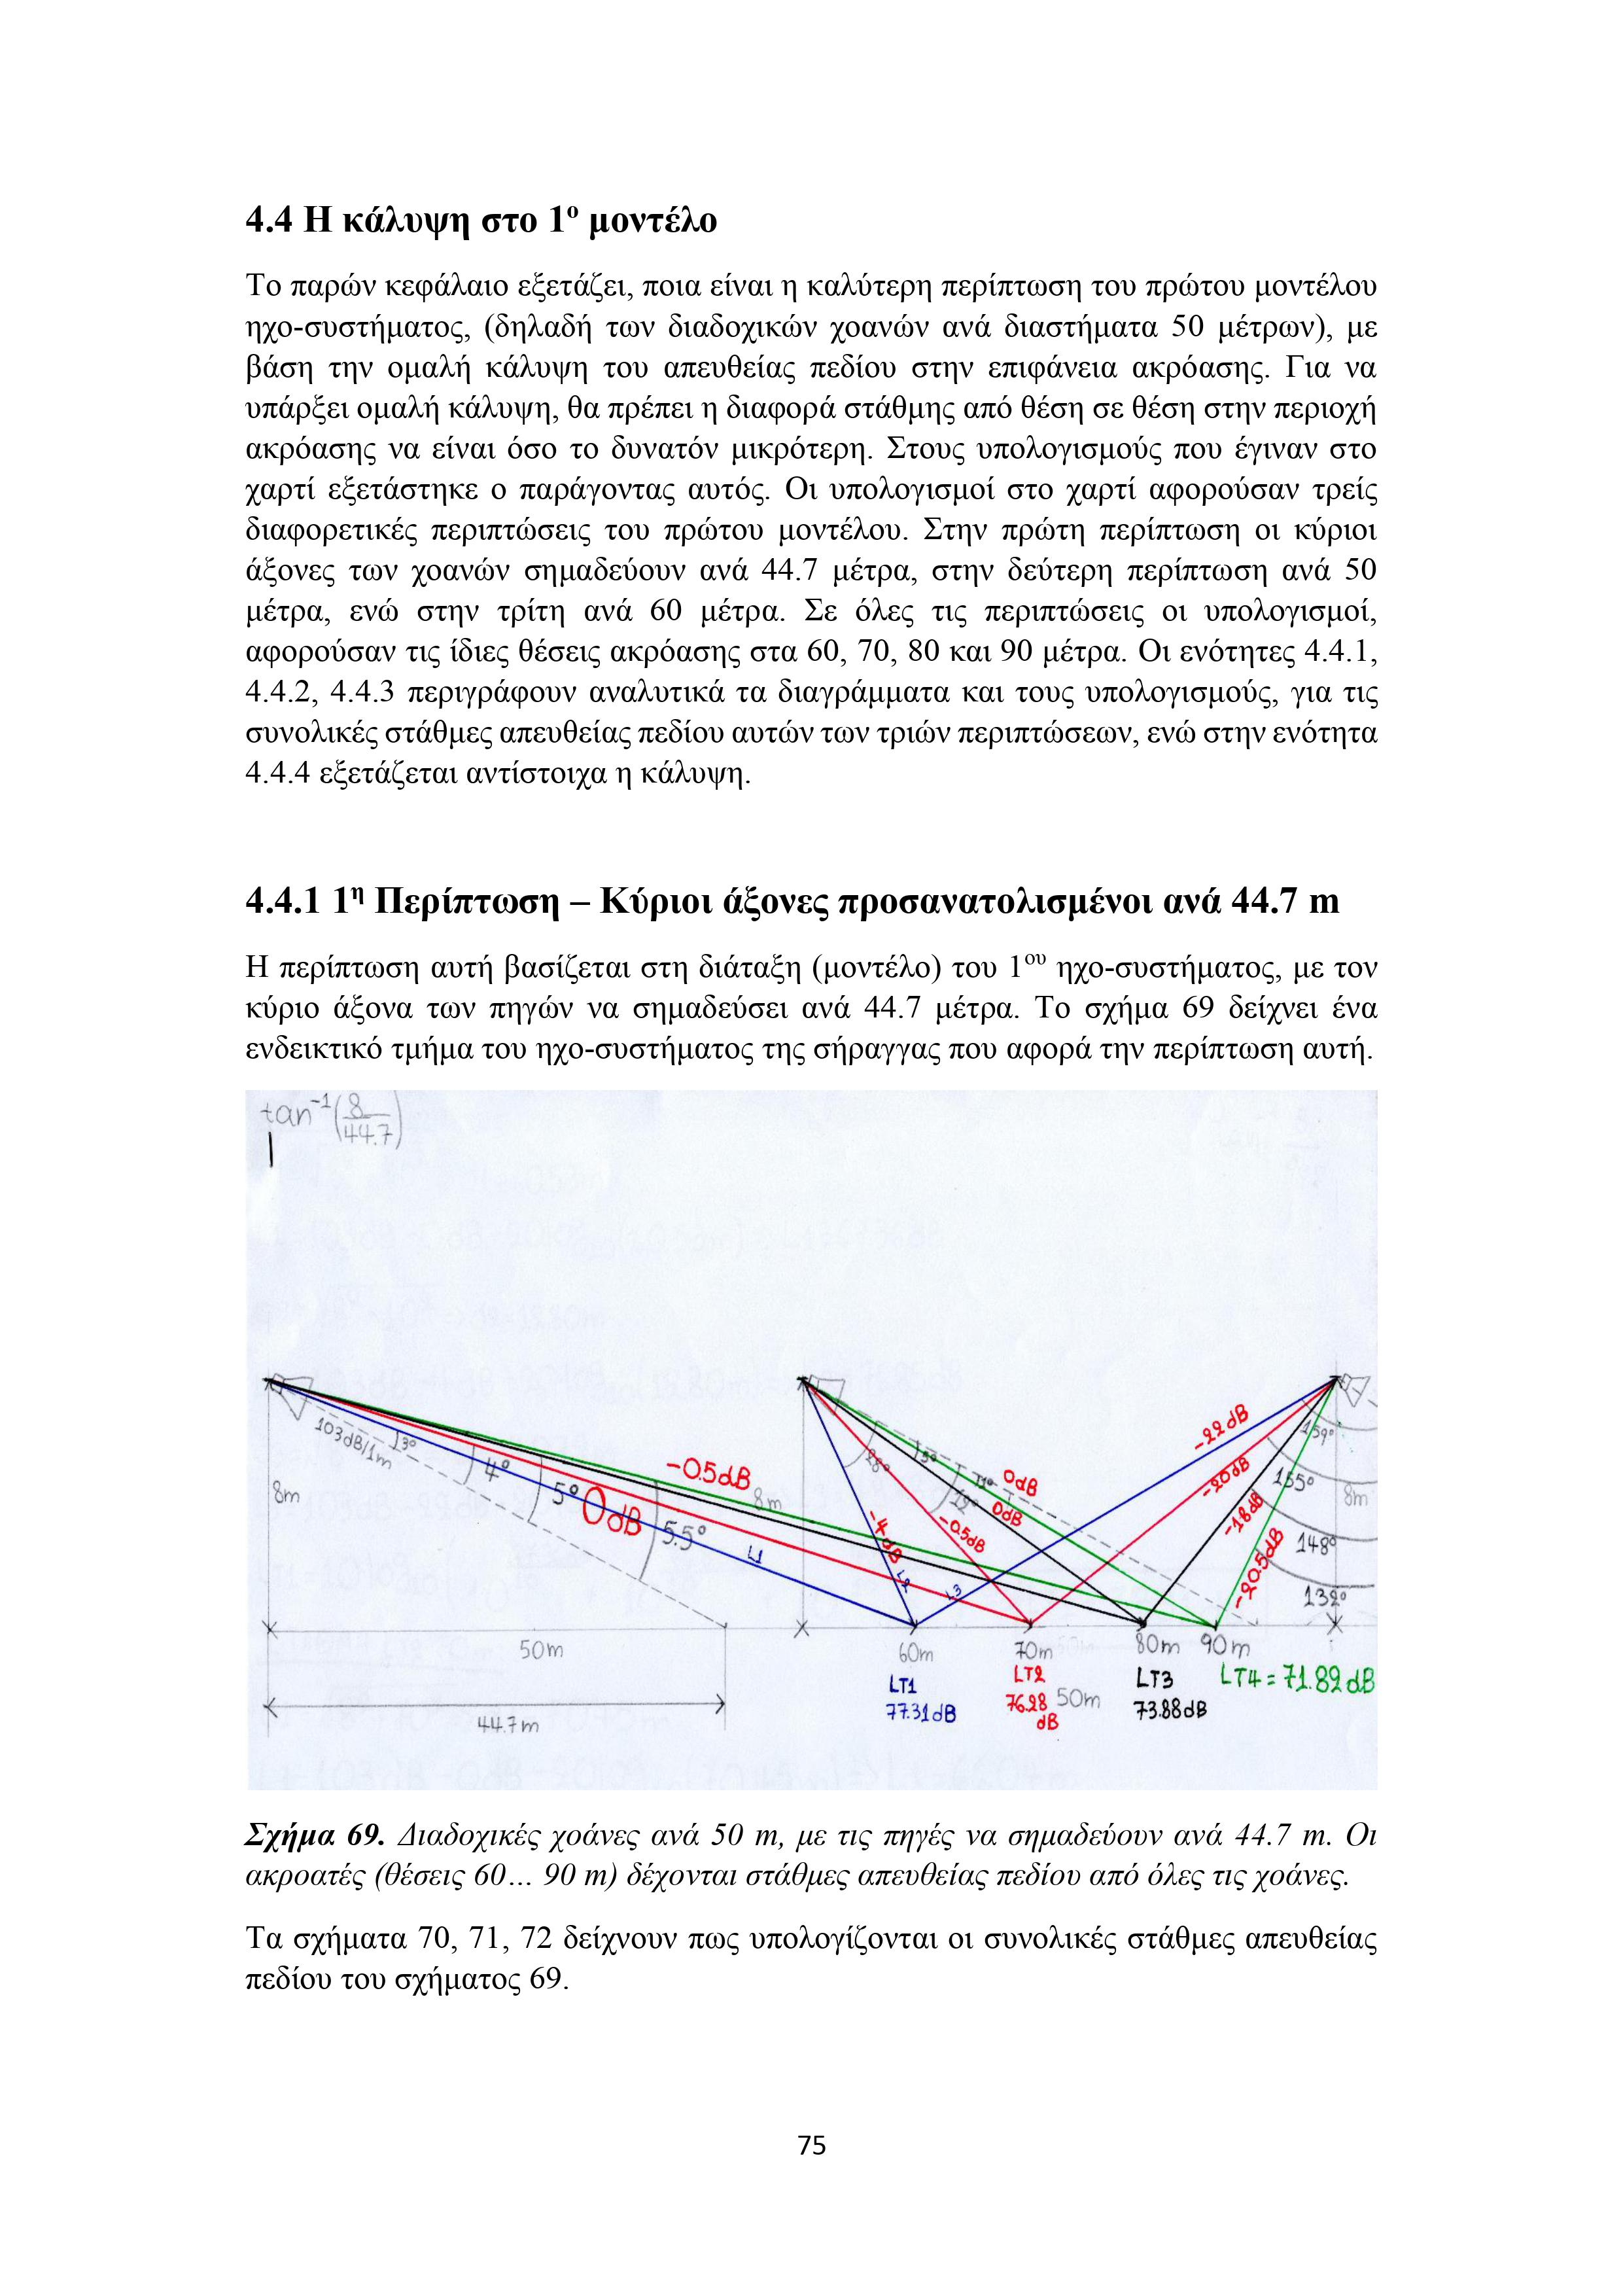 4.4 Η κάλυψη στο 1ο μοντέλο
Το παρών κεφάλαιο εξετάζει, ποια είναι η καλύτερη περίπτωση του πρώτου μοντέλου
ηχο-συστήματος, (δηλαδή των διαδοχικών χοανών ανά διαστήματα 50 μέτρων), με
βάση την ομαλή κάλυψη του απευθείας πεδίου στην επιφάνεια ακρόασης. Για να
υπάρξει ομαλή κάλυψη, θα πρέπει η διαφορά στάθμης από θέση σε θέση στην περιοχή
ακρόασης να είναι όσο το δυνατόν μικρότερη. Στους υπολογισμούς που έγιναν στο
χαρτί εξετάστηκε ο παράγοντας αυτός. Οι υπολογισμοί στο χαρτί αφορούσαν τρείς
διαφορετικές περιπτώσεις του πρώτου μοντέλου. Στην πρώτη περίπτωση οι κύριοι
άξονες των χοανών σημαδεύουν ανά 44.7 μέτρα, στην δεύτερη περίπτωση ανά 50
μέτρα, ενώ στην τρίτη ανά 60 μέτρα. Σε όλες τις περιπτώσεις οι υπολογισμοί,
αφορούσαν τις ίδιες θέσεις ακρόασης στα 60, 70, 80 και 90 μέτρα. Οι ενότητες 4.4.1,
4.4.2, 4.4.3 περιγράφουν αναλυτικά τα διαγράμματα και τους υπολογισμούς, για τις
συνολικές στάθμες απευθείας πεδίου αυτών των τριών περιπτώσεων, ενώ στην ενότητα
4.4.4 εξετάζεται αντίστοιχα η κάλυψη.
4.4.1 1η Περίπτωση – Κύριοι άξονες προσανατολισμένοι ανά 44.7 m
Η περίπτωση αυτή βασίζεται στη διάταξη (μοντέλο) του 1ου ηχο-συστήματος, με τον
κύριο άξονα των πηγών να σημαδεύσει ανά 44.7 μέτρα. Το σχήμα 69 δείχνει ένα
ενδεικτικό τμήμα του ηχο-συστήματος της σήραγγας που αφορά την περίπτωση αυτή.
tan⁻¹(8/44.7)
103dB/1m
3°
4°
5°
5.5°
8m
0dB
-0.5dB
L1
8m
28°
-4dB
L2
-0.5dB
0dB
0dB
L3
-22dB
-20dB
-18dB
-20.5dB
159°
155°
148°
132°
8m
50m
60m
70m
80m
90m
LT1
77.31dB
LT2
76.28
dB
50m
LT3
73.88dB
LT4=71.89dB
44.7m
Σχήμα 69. Διαδοχικές χοάνες ανά 50 m, με τις πηγές να σημαδεύουν ανά 44.7 m. Οι
ακροατές (θέσεις 60… 90 m) δέχονται στάθμες απευθείας πεδίου από όλες τις χοάνες.
Τα σχήματα 70, 71, 72 δείχνουν πως υπολογίζονται οι συνολικές στάθμες απευθείας
πεδίου του σχήματος 69.
75